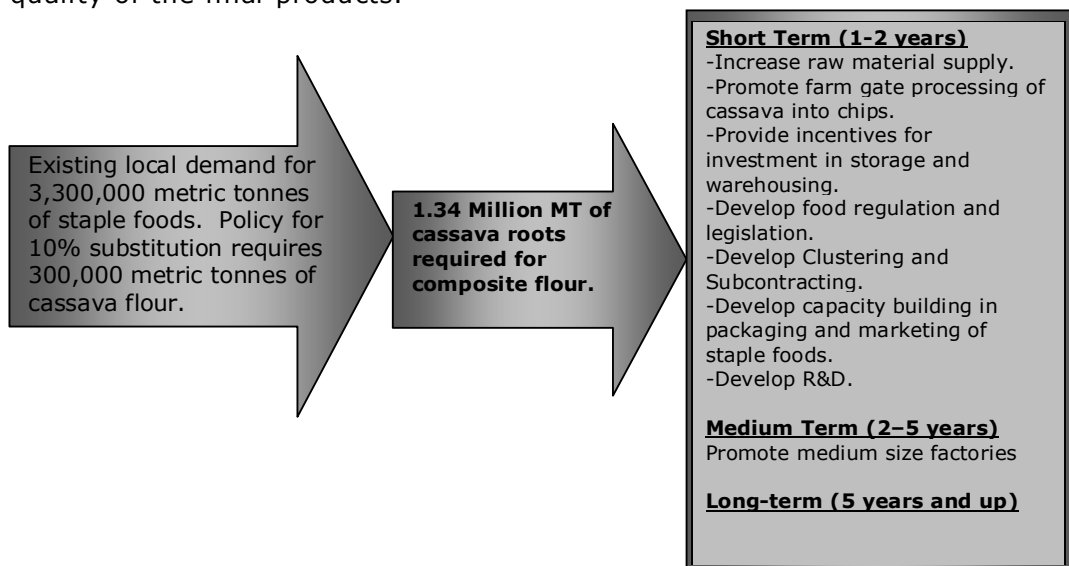 quality of the final products.
Existing local demand for
3,300,000 metric tonnes
of staple foods.  Policy for
10% substitution requires
300,000 metric tonnes of
cassava flour.
1.34 Million MT of
cassava roots
required for
composite flour.
Short Term (1-2 years)
-Increase raw material supply.
-Promote farm gate processing of
cassava into chips.
-Provide incentives for
investment in storage and
warehousing.
-Develop food regulation and
legislation.
-Develop Clustering and
Subcontracting.
-Develop capacity building in
packaging and marketing of
staple foods.
-Develop R&D.
Medium Term (2–5 years)
Promote medium size factories
Long-term (5 years and up)